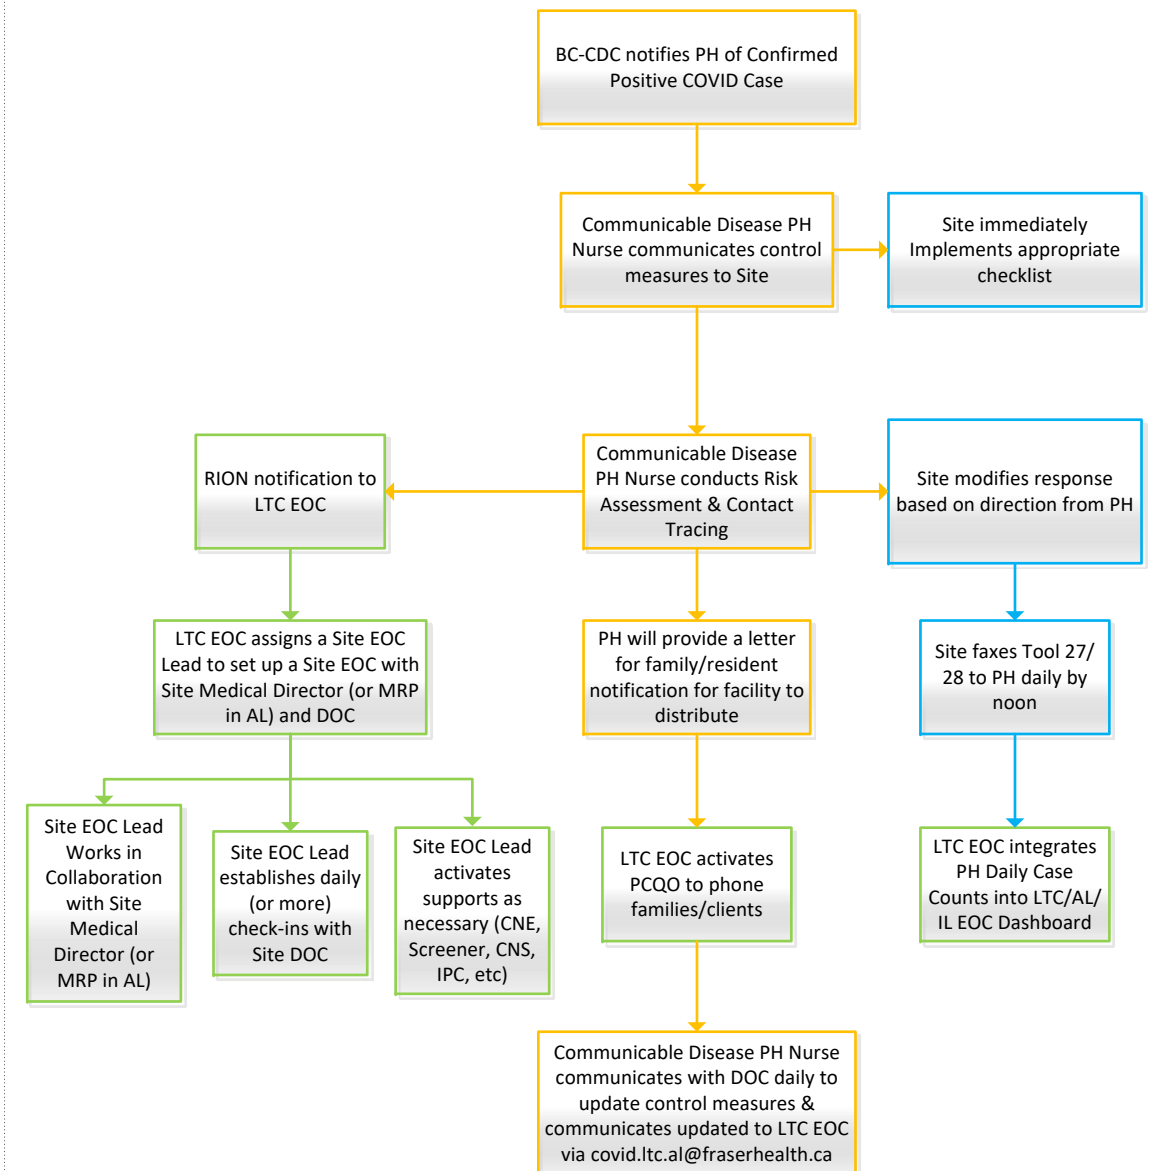 BC-CDC notifies PH of Confirmed
Positive COVID Case
Communicable Disease PH
Nurse communicates control
measures to Site
Site immediately
Implements appropriate
checklist
RION notification to
LTC EOC
Communicable Disease
PH Nurse conducts Risk
Assessment & Contact
Tracing
Site modifies response
based on direction from PH
LTC EOC assigns a Site EOC
Lead to set up a Site EOC with
Site Medical Director (or MRP
in AL) and DOC
PH will provide a letter
for family/resident
notification for facility to
distribute
Site faxes Tool 27/
28 to PH daily by
noon
Site EOC Lead
Works in
Collaboration
with Site
Medical
Director (or
MRP in AL)
Site EOC Lead
establishes daily
(or more)
check-ins with
Site DOC
Site EOC Lead
activates
supports as
necessary (CNE,
Screener, CNS,
IPC, etc)
LTC EOC activates
PCQO to phone
families/clients
LTC EOC integrates
PH Daily Case
Counts into LTC/AL/
IL EOC Dashboard
Communicable Disease PH Nurse
communicates with DOC daily to
update control measures &
communicates updated to LTC EOC
via covid.ltc.al@fraserhealth.ca